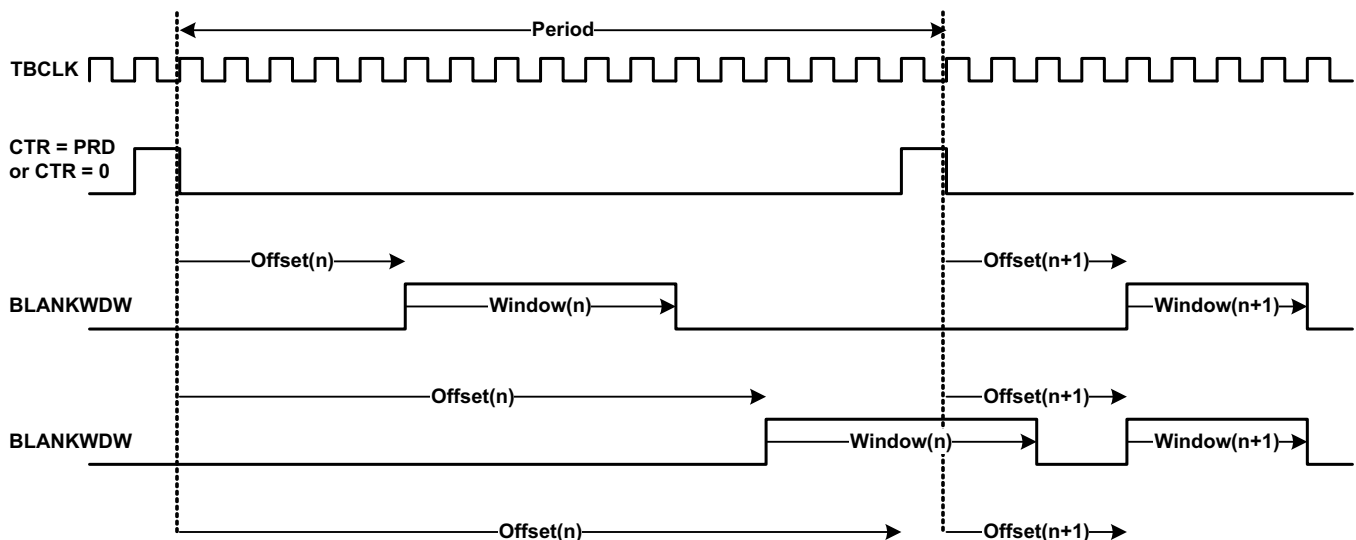 Period
TBCLK
CTR = PRD
or CTR = 0
Offset(n)
Offset(n+1)
BLANKWDW
Window(n)
Window(n+1)
Offset(n)
Offset(n+1)
BLANKWDW
Window(n)
Window(n+1)
Offset(n)
Offset(n+1)